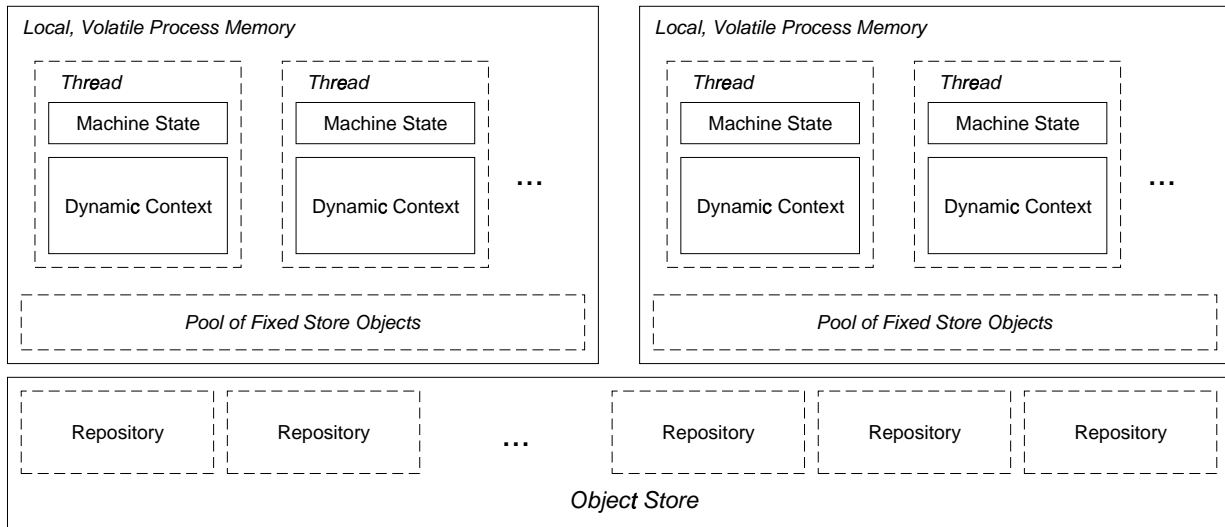 Local, Volatile Process Memory
Thread
Thread
Machine State
Machine State
...
Dynamic Context
Dynamic Context
Pool of Fixed Store Objects
Local, Volatile Process Memory
Thread
Thread
Machine State
Machine State
...
Dynamic Context
Dynamic Context
Pool of Fixed Store Objects
Repository
Repository
...
Repository
Repository
Repository
Object Store